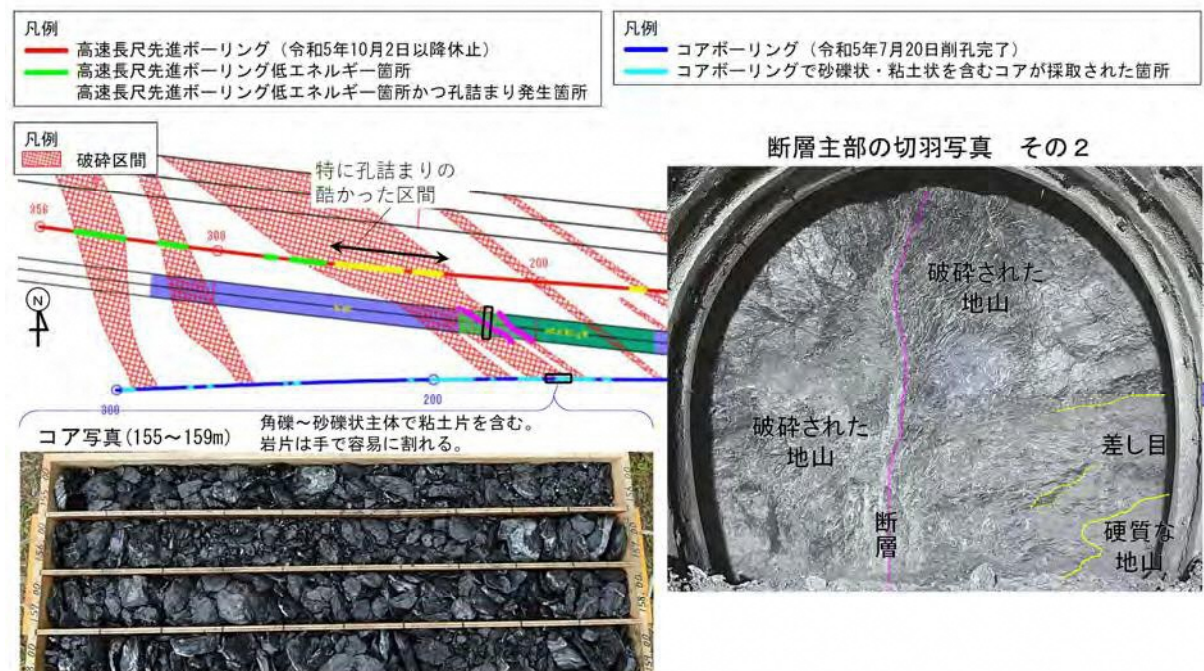 凡例
高速長尺先進ボーリング（令和5年10月2日以降休止）
高速長尺先進ボーリング低エネルギー箇所
高速長尺先進ボーリング低エネルギー箇所かつ孔詰まり発生箇所
凡例
コアボーリング（令和5年7月20日削孔完了）
コアボーリングで砂礫状・粘土状を含むコアが採取された箇所
凡例
破砕区間
特に孔詰まりの
酷かった区間
356
300
200
N
300
200
コア写真(155～159m)
角礫～砂礫状主体で粘土片を含む。
岩片は手で容易に割れる。
断層主部の切羽写真　その２
破砕された
地山
破砕された
地山
差し目
断層
硬質な
地山